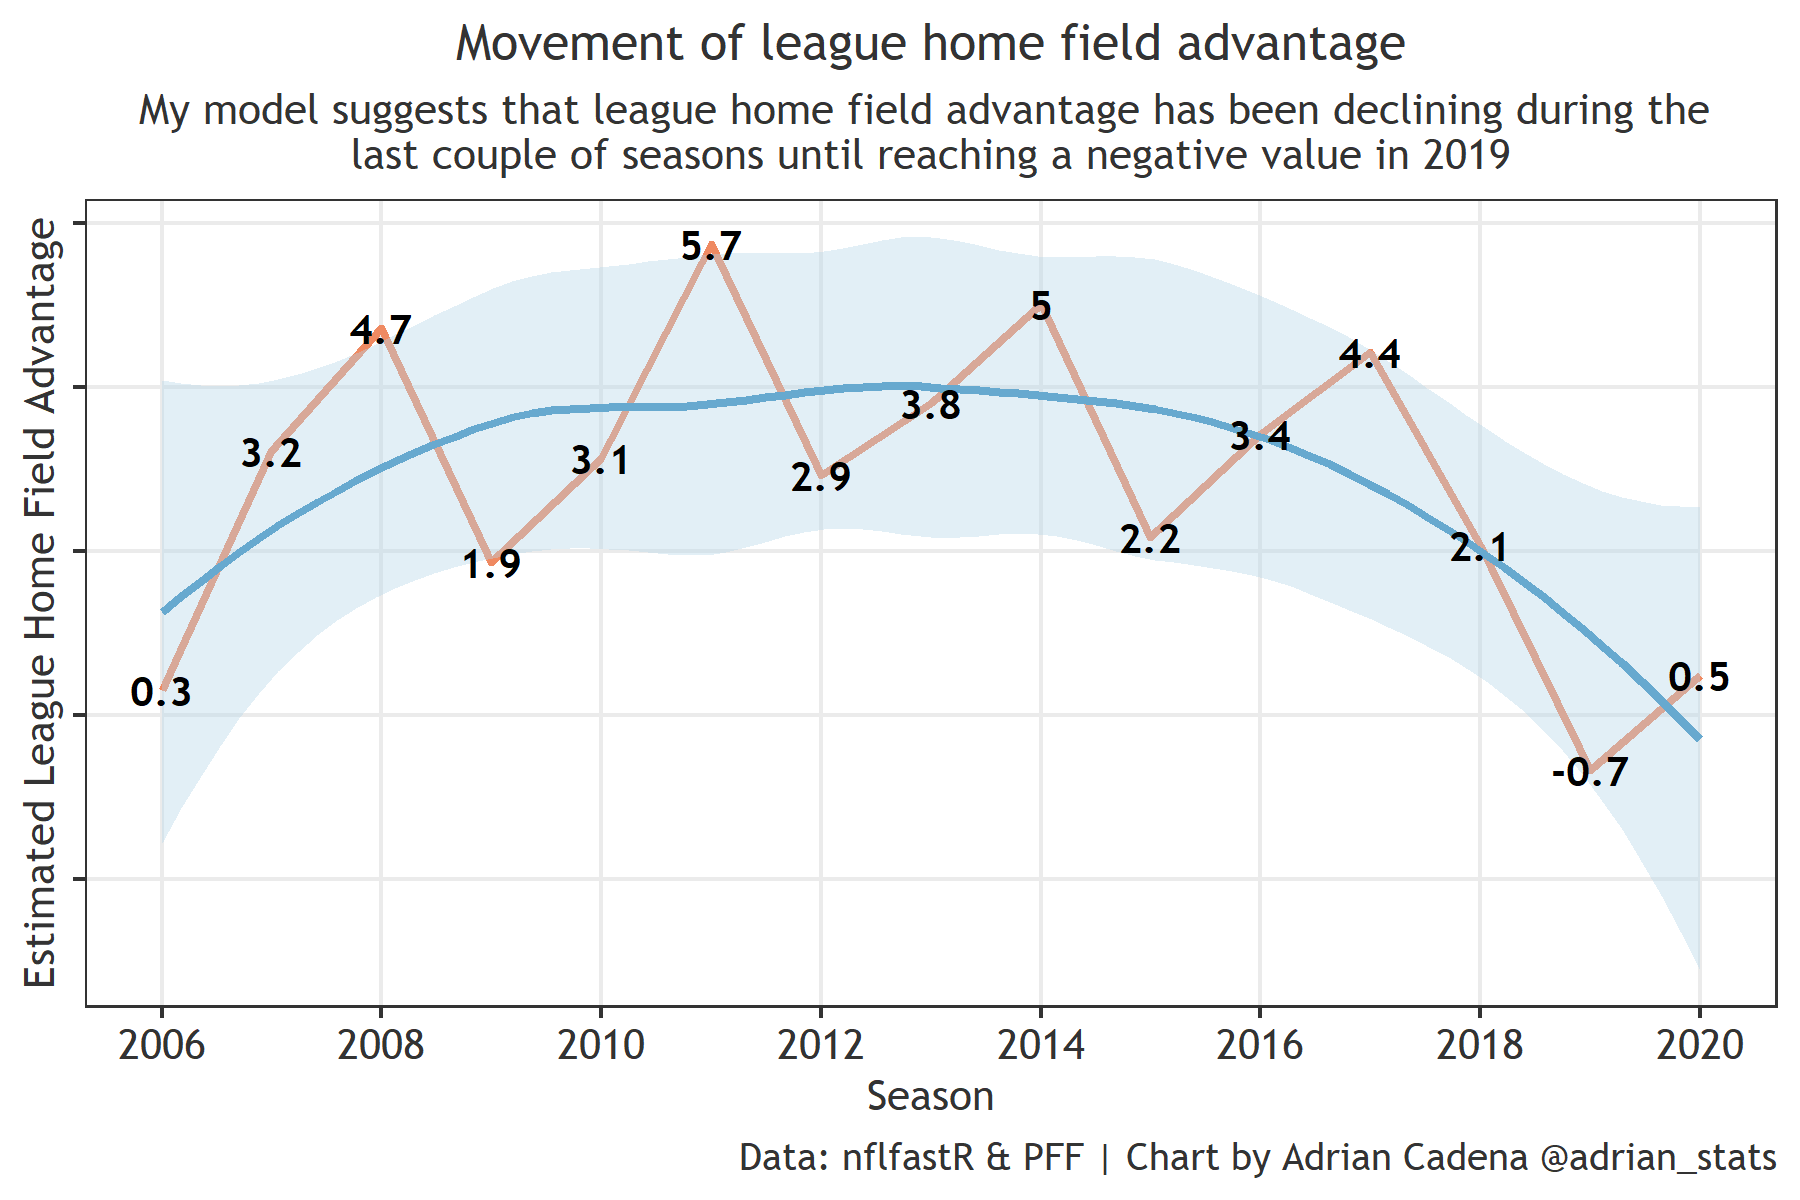 Movement of league home field advantage
My model suggests that league home field advantage has been declining during the
last couple of seasons until reaching a negative value in 2019
Estimated League Home Field Advantage
0.3
3.2
4.7
1.9
3.1
5.7
2.9
3.8
5
2.2
3.4
4.4
2.1
-0.7
0.5
2006 2008 2010 2012 2014 2016 2018 2020
Season
Data: nflfastR & PFF | Chart by Adrian Cadena @adrian_stats